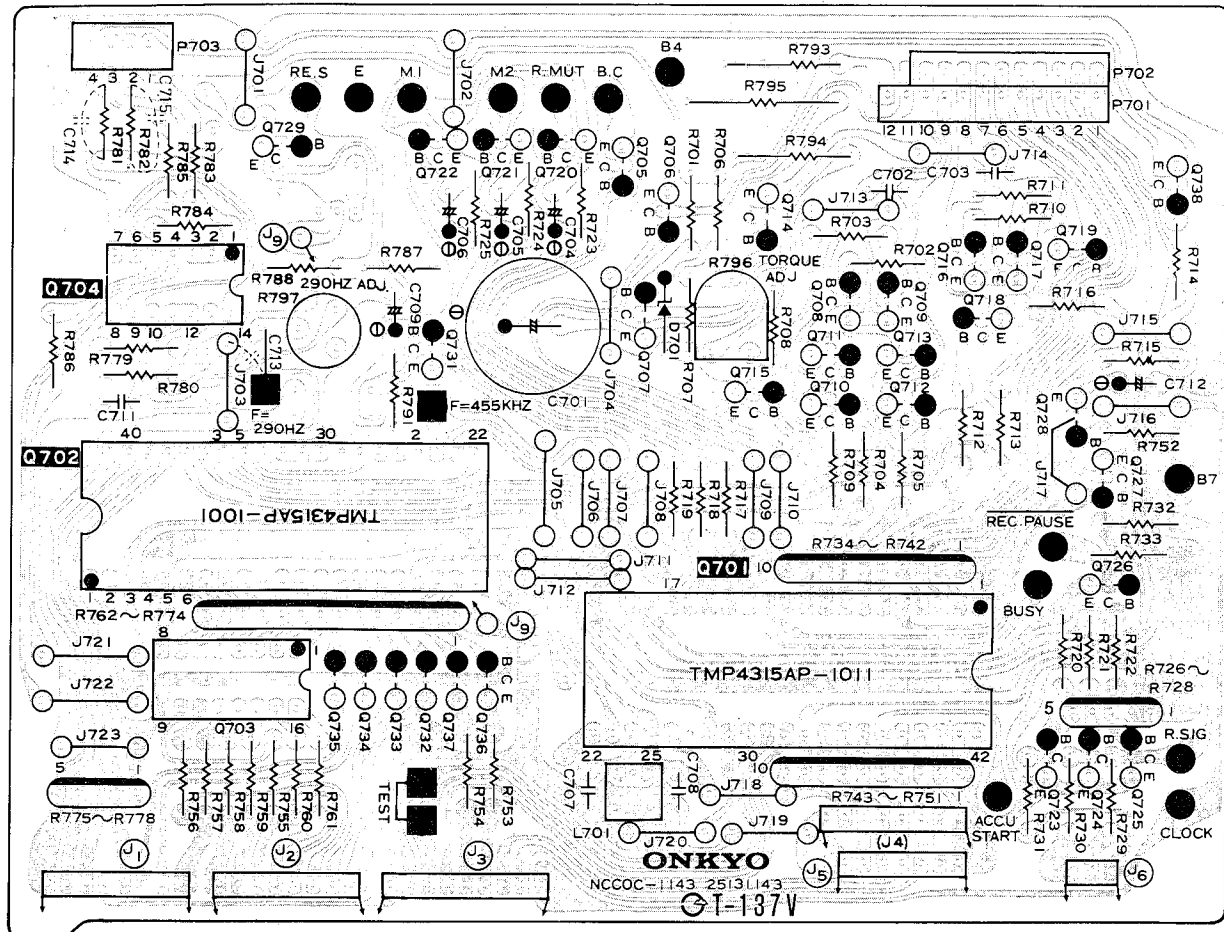 P703
4 3 2 1
C714
R781
R782
C715
R785
R783
J701
RE.S
E
M.1
J702
M2
R.MUT
B.C
B4
R793
R795
R794
P702
P701
12 11 10 9 8 7 6 5 4 3 2 1
Q729
E C B
B C E
Q722
B C E
Q721
B C E
Q720
E C B
Q705
Q706
E C B
R701
R706
E C B
Q714
J714
C702
C703
J713
R703
R711
R710
Q738
E C B
R784
7 6 5 4 3 2 1
J9
C706
R725
C705
R724
C704
R723
R702
B C E
Q716
B C E
Q717
Q719
E C B
R714
Q704
R788
290HZ ADJ.
R797
R787
C709
B C E
Q731
TORQUE
ADJ
R796
B C E
Q708
B C E
Q709
Q718
B C E
R716
8 9 10 12 14
R786
R779
R780
C711
J703
C713
F=
290HZ
R791
F=455KHZ
C701
J704
B C E
Q707
D701
R707
R708
Q715
E C B
Q711
E C B
Q713
E C B
Q710
E C B
Q712
E C B
J715
R715
C712
J716
R752
E
B
Q728
R712
R713
J717
E C B
Q727
B7
Q702
40 35 30 2 22
TMP4315AP-1001
J705
J706
J707
J708
R719
R718
R717
J709
J710
R709
R704
R705
R732
R733
REC.PAUSE
J711
J712
17
Q701
10
R734~R742
1
Q726
E C B
BUSY
1 2 3 4 5 6
R762~R774
J9
8
1
1
J721
J722
J723
9
Q703
16
B C E
Q735
Q734
Q733
Q732
Q737
Q736
TMP4315AP-1011
R720
R721
R722
R726~
R728
5
1
5
1
R775~R778
R756
R757
R758
R759
R755
R760
R761
TEST
R754
R753
22 25 30 42
C707
C708
L701
J718
J720
J719
10
R743~R751
1
ACCU
START
B C E
Q723
B C E
Q724
B C E
Q725
R731
R730
R729
R.SIG
CLOCK
J1
J2
J3
(J4)
J5
J6
ONKYO
NCCOC-1143 25131143
T-137V